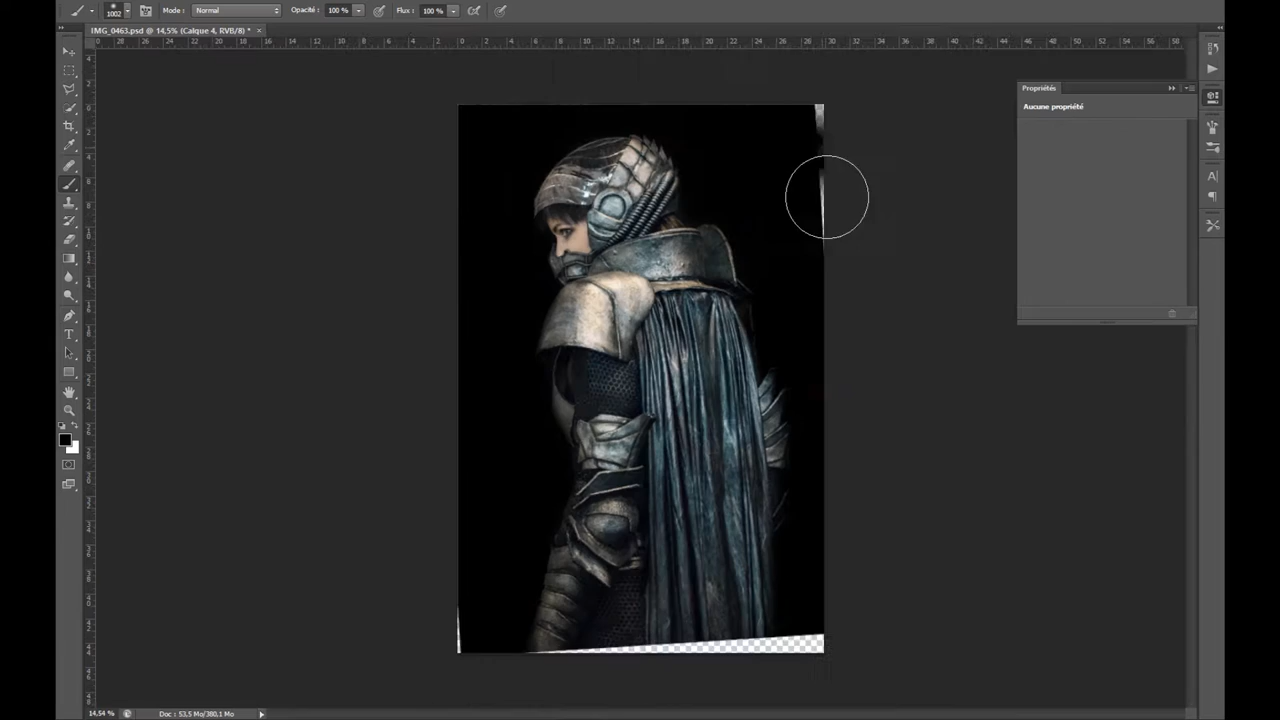 1002 Mode : Normal Opacité : 100 % Flux : 100 %
IMG_0463.psd @ 14,5% (Calque 4, RVB/8) * ×
Propriétés
Aucune propriété
14,54 % Doc : 53,5 Mo/380,1 Mo